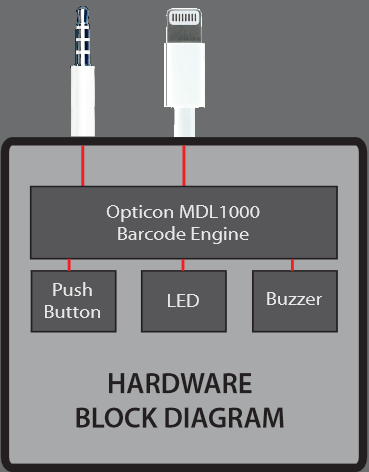 Opticon MDL1000
Barcode Engine
Push
Button
LED
Buzzer
HARDWARE
BLOCK DIAGRAM